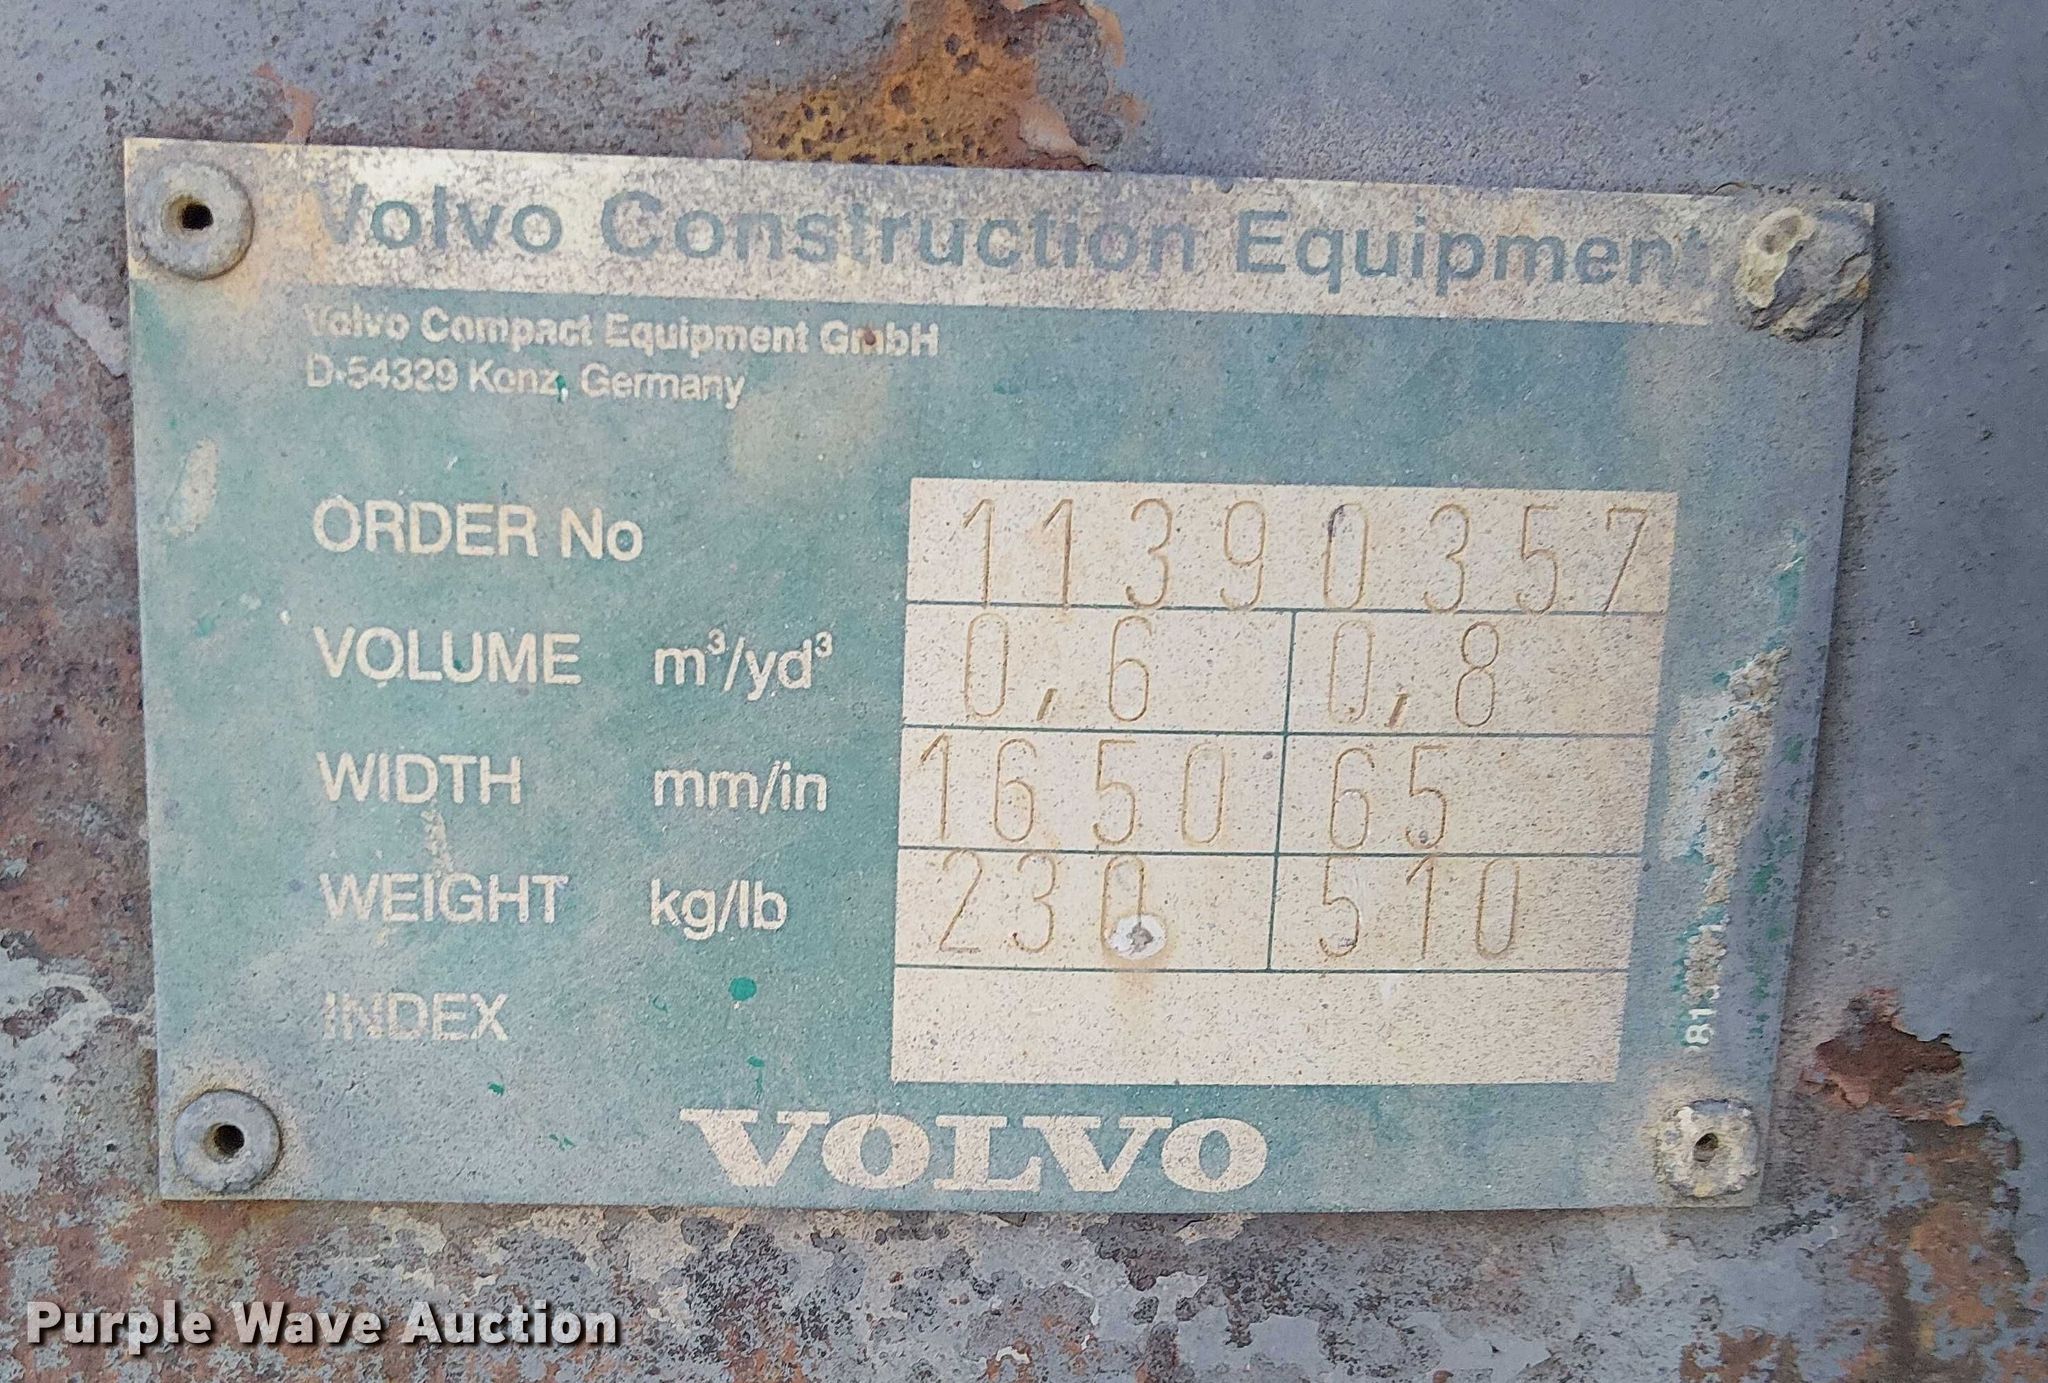 Volvo Construction Equipment
Volvo Compact Equipment GmbH
D-54329 Konz, Germany
ORDER No 11390357
VOLUME m³/yd³ 0,6 0,8
WIDTH mm/in 1650 65
WEIGHT kg/lb 230 510
INDEX
VOLVO
Purple Wave Auction